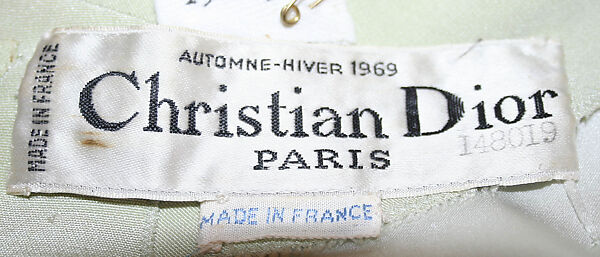 AUTOMNE-HIVER 1969
MADE IN FRANCE
Christian Dior
148019
PARIS
MADE IN FRANCE